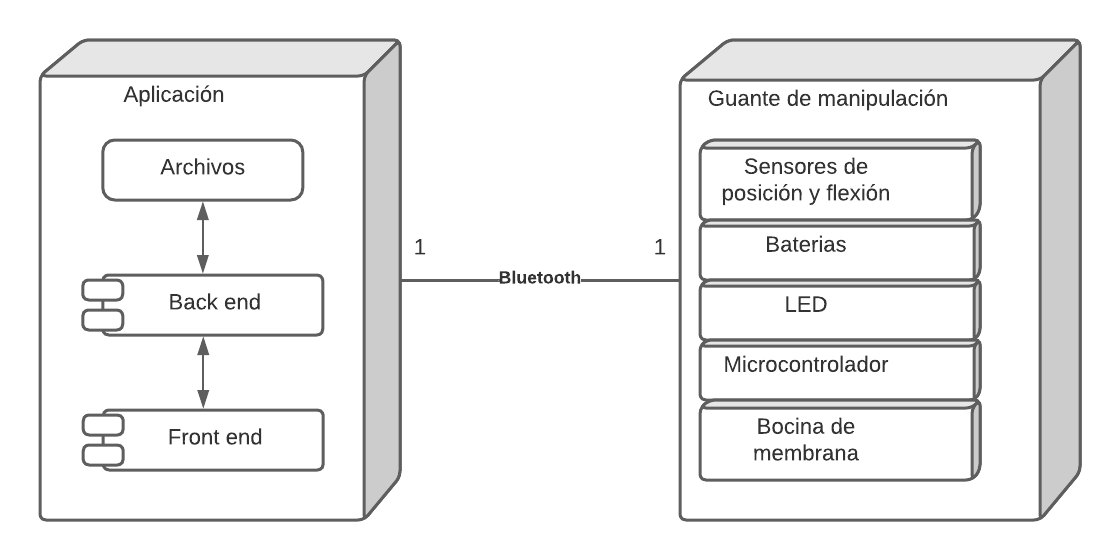 Aplicación
Archivos
Back end
Front end
1
Bluetooth
1
Guante de manipulación
Sensores de
posición y flexión
Baterias
LED
Microcontrolador
Bocina de
membrana